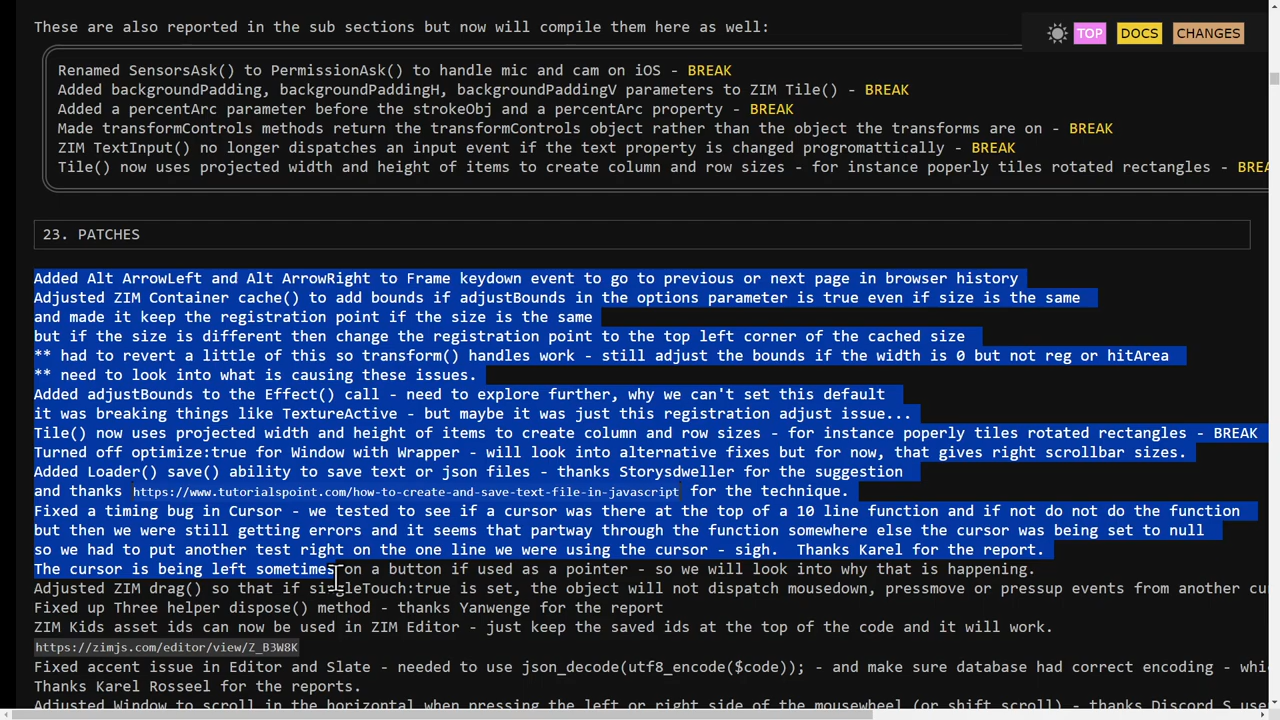 These are also reported in the sub sections but now will compile them here as well:
TOP DOCS CHANGES
Renamed SensorsAsk() to PermissionAsk() to handle mic and cam on iOS - BREAK
Added backgroundPadding, backgroundPaddingH, backgroundPaddingV parameters to ZIM Tile() - BREAK
Added a percentArc parameter before the strokeObj and a percentArc property - BREAK
Made transformControls methods return the transformControls object rather than the object the transforms are on - BREAK
ZIM TextInput() no longer dispatches an input event if the text property is changed progromattically - BREAK
Tile() now uses projected width and height of items to create column and row sizes - for instance poperly tiles rotated rectangles - BREA
23. PATCHES
Added Alt ArrowLeft and Alt ArrowRight to Frame keydown event to go to previous or next page in browser history
Adjusted ZIM Container cache() to add bounds if adjustBounds in the options parameter is true even if size is the same
and made it keep the registration point if the size is the same
but if the size is different then change the registration point to the top left corner of the cached size
** had to revert a little of this so transform() handles work - still adjust the bounds if the width is 0 but not reg or hitArea
** need to look into what is causing these issues.
Added adjustBounds to the Effect() call - need to explore further, why we can't set this default
it was breaking things like TextureActive - but maybe it was just this registration adjust issue...
Tile() now uses projected width and height of items to create column and row sizes - for instance poperly tiles rotated rectangles - BREAK
Turned off optimize:true for Window with Wrapper - will look into alternative fixes but for now, that gives right scrollbar sizes.
Added Loader() save() ability to save text or json files - thanks Storysdweller for the suggestion
and thanks https://www.tutorialspoint.com/how-to-create-and-save-text-file-in-javascript for the technique.
Fixed a timing bug in Cursor - we tested to see if a cursor was there at the top of a 10 line function and if not do not do the function
but then we were still getting errors and it seems that partway through the function somewhere else the cursor was being set to null
so we had to put another test right on the one line we were using the cursor - sigh. Thanks Karel for the report.
The cursor is being left sometimes on a button if used as a pointer - so we will look into why that is happening.
Adjusted ZIM drag() so that if singleTouch:true is set, the object will not dispatch mousedown, pressmove or pressup events from another cu
Fixed up Three helper dispose() method - thanks Yanwenge for the report
ZIM Kids asset ids can now be used in ZIM Editor - just keep the saved ids at the top of the code and it will work.
https://zimjs.com/editor/view/Z_B3W8K
Fixed accent issue in Editor and Slate - needed to use json_decode(utf8_encode($code)); - and make sure database had correct encoding - whi
Thanks Karel Rosseel for the reports.
Adjusted Window to scroll in the horizontal when pressing the left or right side of the mousewheel (or shift scroll) - thanks Discord S use